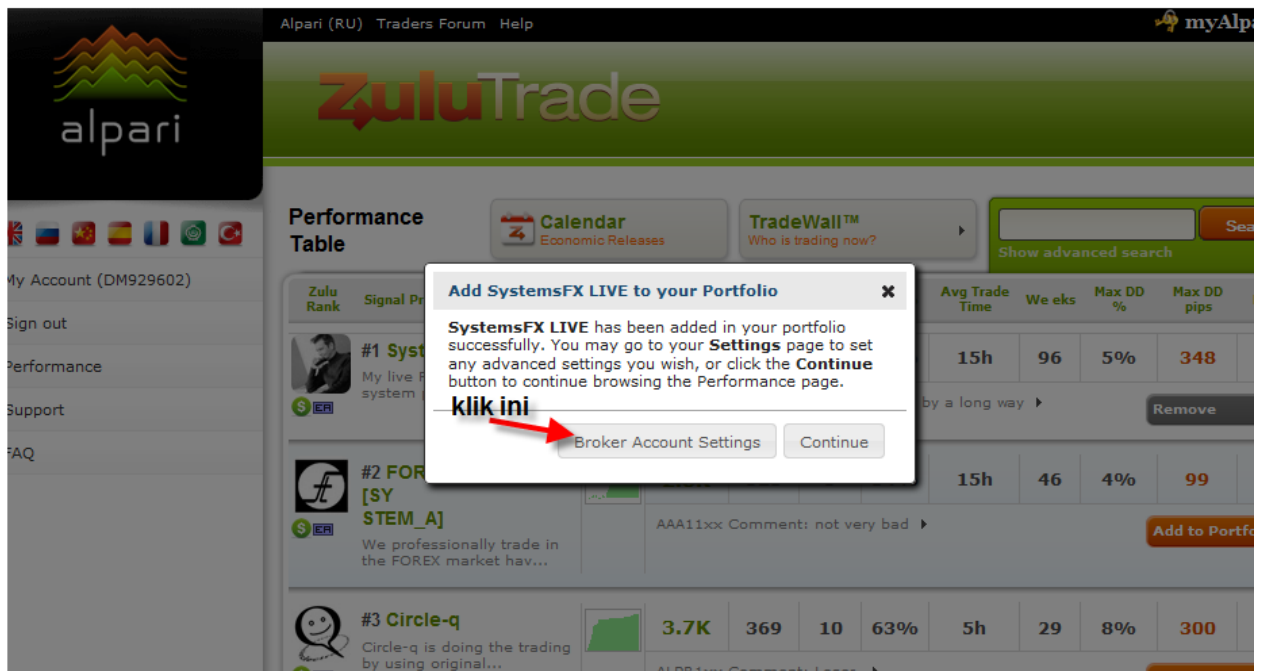 Alpari (RU) Traders Forum Help
myAlpa
alpari
ZuluTrade
Performance
Table
Calendar
Economic Releases
TradeWall™
Who is trading now?
Sea
Show advanced search
My Account (DM929602)
Sign out
Performance
Support
FAQ
Zulu
Rank
Signal Pr
Avg Trade
Time
We eks
Max DD
%
Max DD
pips
Add SystemsFX LIVE to your Portfolio
SystemsFX LIVE has been added in your portfolio
successfully. You may go to your Settings page to set
any advanced settings you wish, or click the Continue
button to continue browsing the Performance page.
klik ini
Broker Account Settings
Continue
#1 Syst
My live F
system
S EA
15h 96 5% 348
by a long way
Remove
#2 FOR
[SY
STEM_A]
We professionally trade in
the FOREX market hav...
S EA
15h 46 4% 99
AAA11xx Comment: not very bad
Add to Portfo
#3 Circle-q
Circle-q is doing the trading
by using original...
3.7K 369 10 63% 5h 29 8% 300